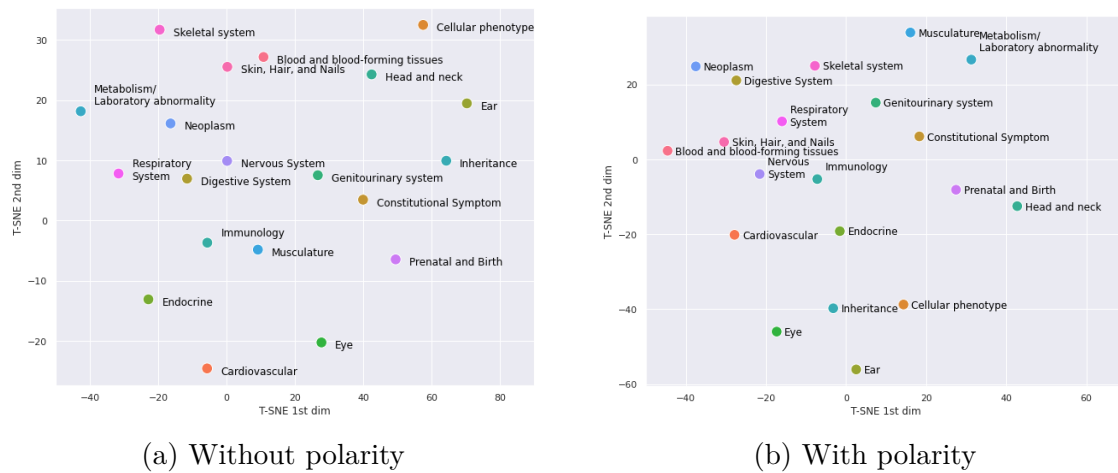 Skeletal system
Cellular phenotype
Blood and blood-forming tissues
Skin, Hair, and Nails
Head and neck
Metabolism/
Laboratory abnormality
Ear
Neoplasm
Nervous System
Inheritance
Respiratory
System
Digestive System
Genitourinary system
Constitutional Symptom
Immunology
Musculature
Prenatal and Birth
Endocrine
Eye
Cardiovascular
30
20
10
0
−10
−20
T-SNE 2nd dim
−40
−20
0
20
40
60
80
T-SNE 1st dim
(a) Without polarity
Musculature
Metabolism/
Laboratory abnormality
Neoplasm
Skeletal system
Digestive System
Respiratory
System
Genitourinary system
Constitutional Symptom
Skin, Hair, and Nails
Blood and blood-forming tissues
Nervous
System
Immunology
Prenatal and Birth
Head and neck
Cardiovascular
Endocrine
Inheritance
Cellular phenotype
Eye
Ear
20
0
−20
−40
−60
T-SNE 2nd dim
−40
−20
0
20
40
60
T-SNE 1st dim
(b) With polarity